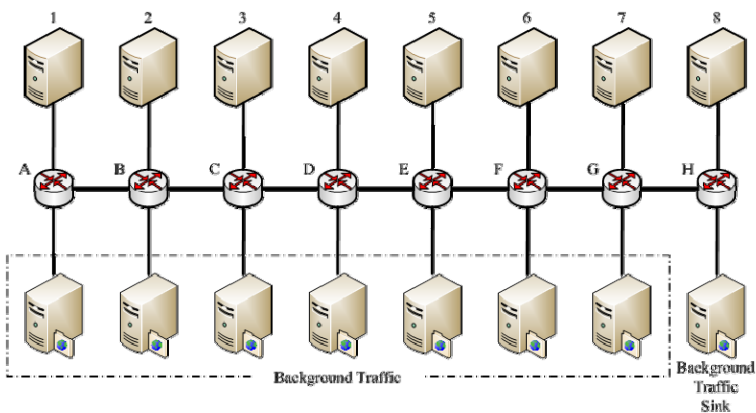 1 2 3 4 5 6 7 8
A B C D E F G H
Background Traffic
Background
Traffic
Sink